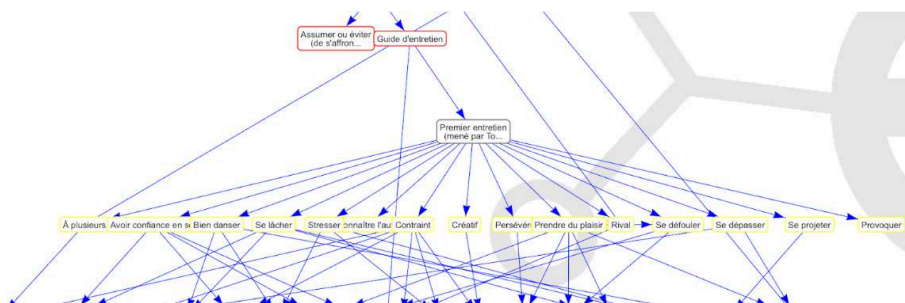 Assumer ou éviter
(de s'affron...
Guide d'entretien
Premier entretien
(mené par To...
À plusieurs
Avoir confiance en s
Bien danser
Se lâcher
Stresser
onnaître l'au
Contraint
Créatif
Persévér
Prendre du plaisir
Rival
Se défouler
Se dépasser
Se projeter
Provoquer